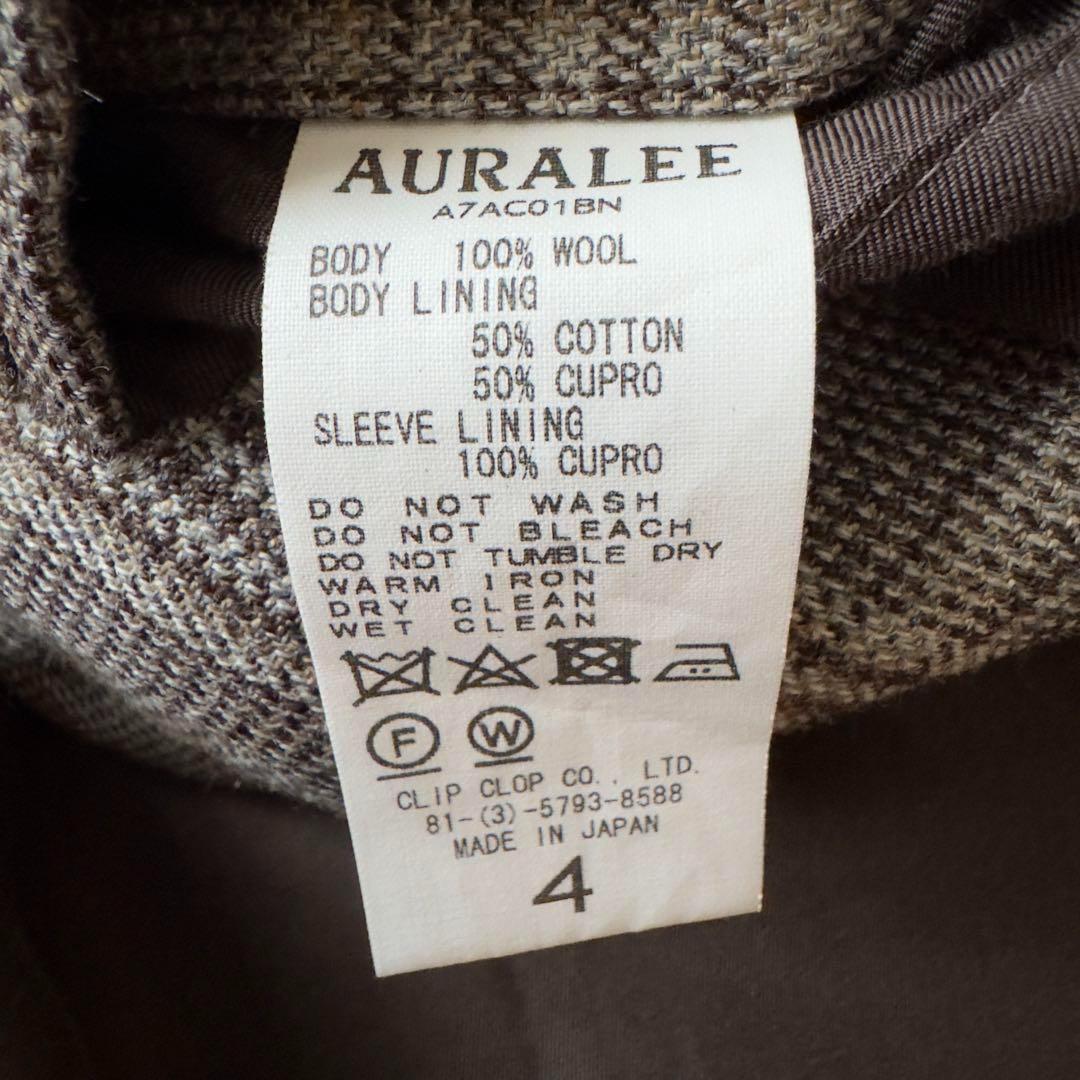 AURALEE
A7AC01BN
BODY 100% WOOL
BODY LINING
50% COTTON
50% CUPRO
SLEEVE LINING
100% CUPRO
DO NOT WASH
DO NOT BLEACH
DO NOT TUMBLE DRY
WARM IRON
DRY CLEAN
WET CLEAN
F W
CLIP CLOP CO., LTD.
81-(3)-5793-8588
MADE IN JAPAN
4